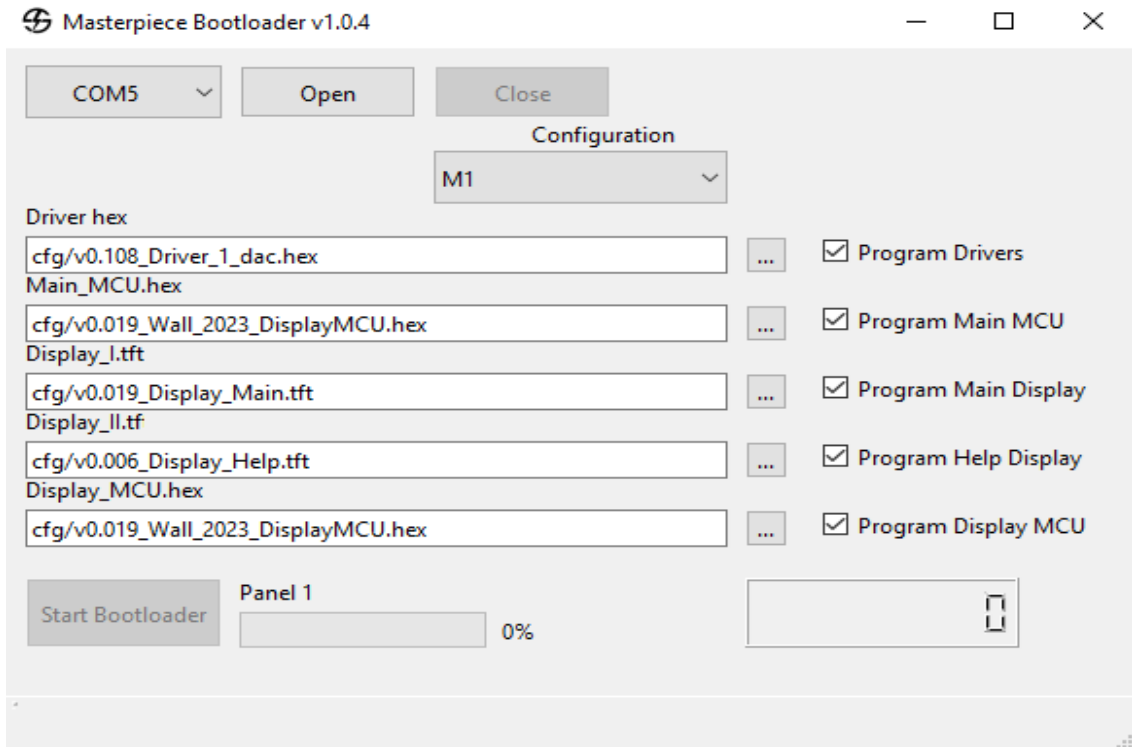 Masterpiece Bootloader v1.0.4
COM5 Open Close
Configuration
M1
Driver hex
cfg/v0.108_Driver_1_dac.hex ... Program Drivers
Main_MCU.hex
cfg/v0.019_Wall_2023_DisplayMCU.hex ... Program Main MCU
Display_I.tft
cfg/v0.019_Display_Main.tft ... Program Main Display
Display_II.tf
cfg/v0.006_Display_Help.tft ... Program Help Display
Display_MCU.hex
cfg/v0.019_Wall_2023_DisplayMCU.hex ... Program Display MCU
Start Bootloader Panel 1
0% 0